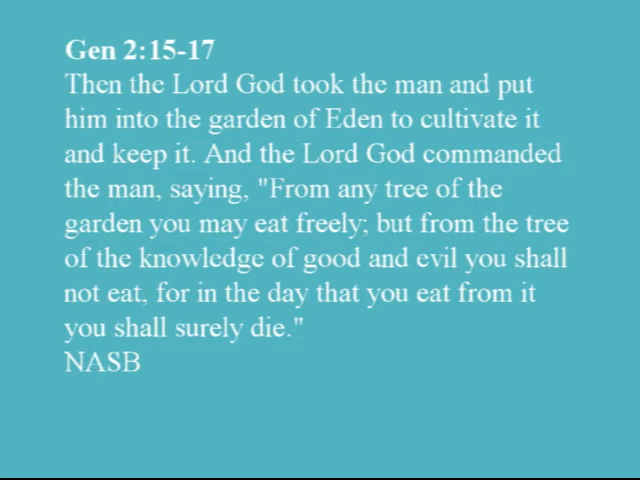 Gen 2:15-17
Then the Lord God took the man and put
him into the garden of Eden to cultivate it
and keep it. And the Lord God commanded
the man, saying, "From any tree of the
garden you may eat freely; but from the tree
of the knowledge of good and evil you shall
not eat, for in the day that you eat from it
you shall surely die."
NASB